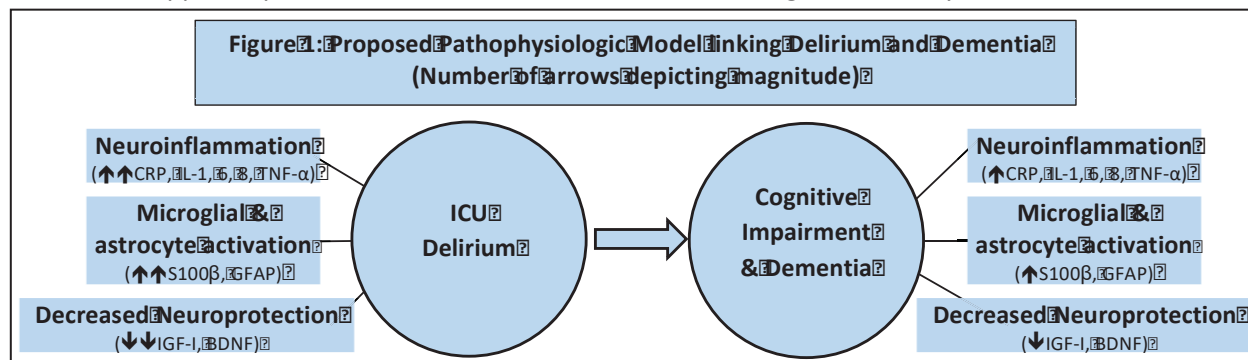 Figure 1: Proposed Pathophysiologic Model linking Delirium and Dementia
(Number of arrows depicting magnitude)
Neuroinflammation
(↑↑CRP, IL-1, 6, 8, TNF-α)
Microglial &
astrocyte activation
(↑↑S100β, GFAP)
Decreased Neuroprotection
(↓↓IGF-I, BDNF)
ICU
Delirium
Cognitive
Impairment
& Dementia
Neuroinflammation
(↑CRP, IL-1, 6, 8, TNF-α)
Microglial &
astrocyte activation
(↑S100β, GFAP)
Decreased Neuroprotection
(↓IGF-I, BDNF)